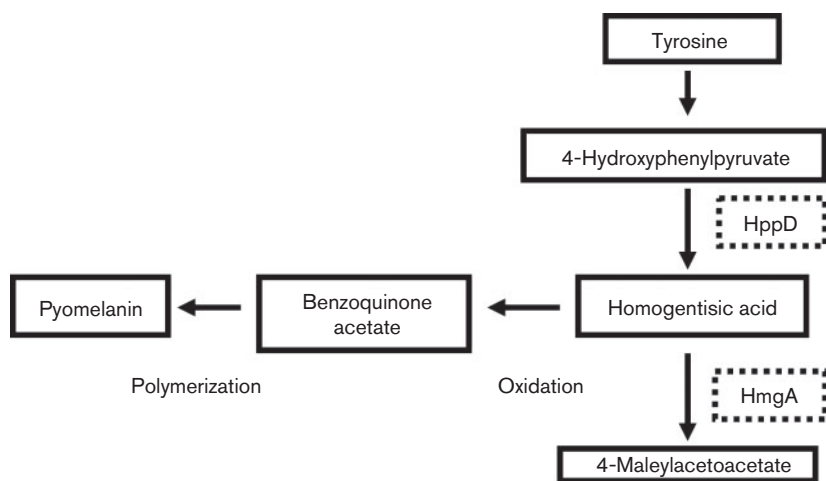 Tyrosine
4-Hydroxyphenylpyruvate
HppD
Pyomelanin
Benzoquinone
acetate
Homogentisic acid
Polymerization
Oxidation
HmgA
4-Maleylacetoacetate